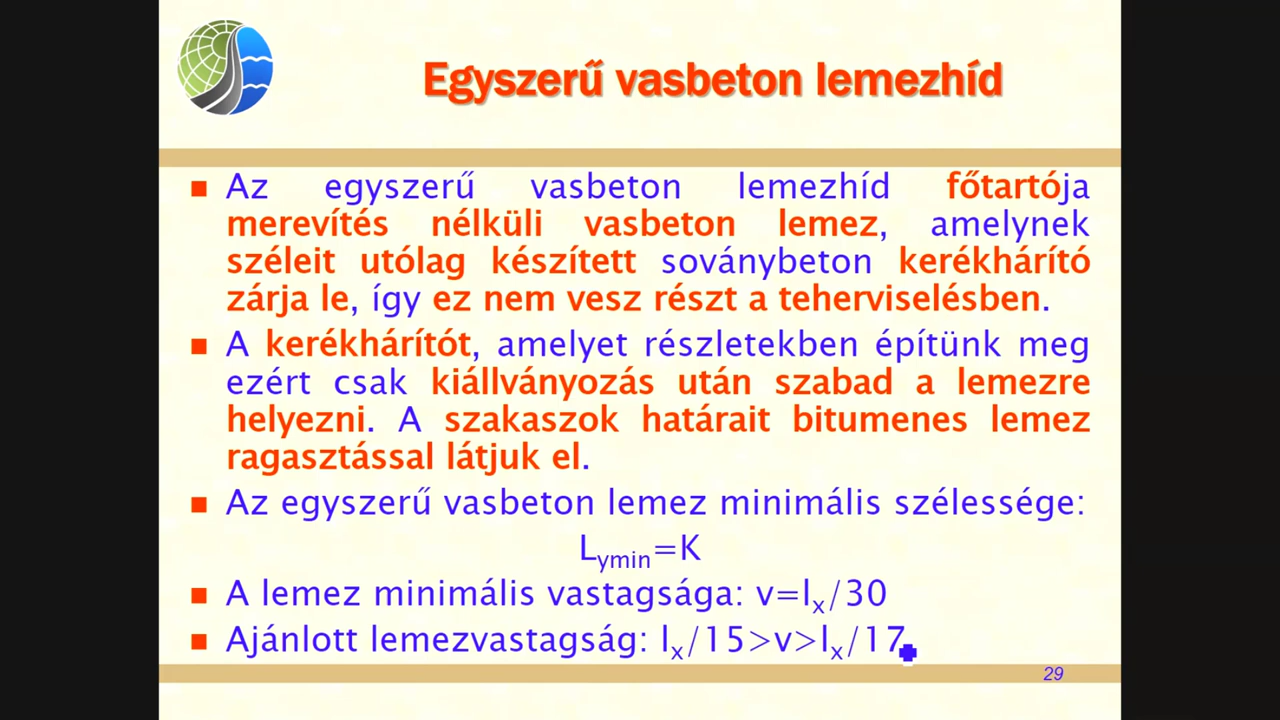 Egyszerű vasbeton lemezhíd
Az egyszerű vasbeton lemezhíd főtartója
merevítés nélküli vasbeton lemez, amelynek
széleit utólag készített soványbeton kerékhárító
zárja le, így ez nem vesz részt a teherviselésben.
A kerékhárítót, amelyet részletekben építünk meg
ezért csak kiállványozás után szabad a lemezre
helyezni. A szakaszok határait bitumenes lemez
ragasztással látjuk el.
Az egyszerű vasbeton lemez minimális szélessége:
Lymin=K
A lemez minimális vastagsága: v=lx/30
Ajánlott lemezvastagság: lx/15>v>lx/17
29